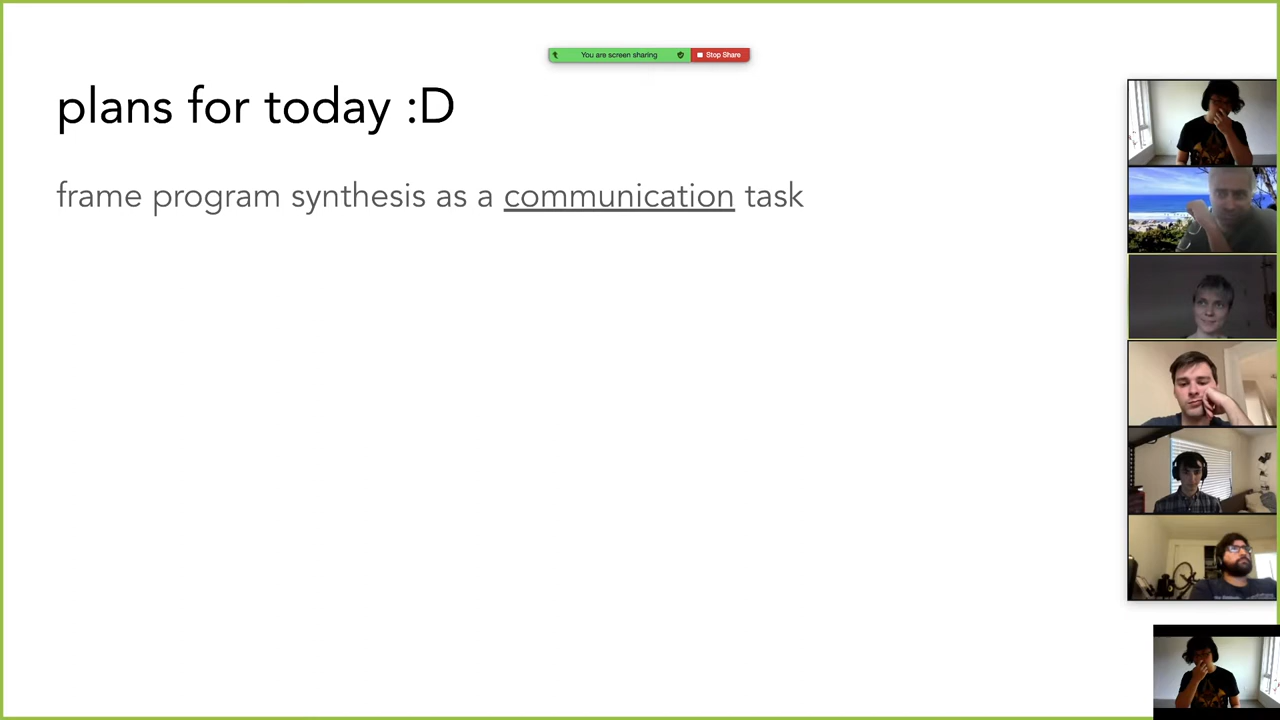 You are screen sharing
Stop Share
plans for today :D
frame program synthesis as a communication task